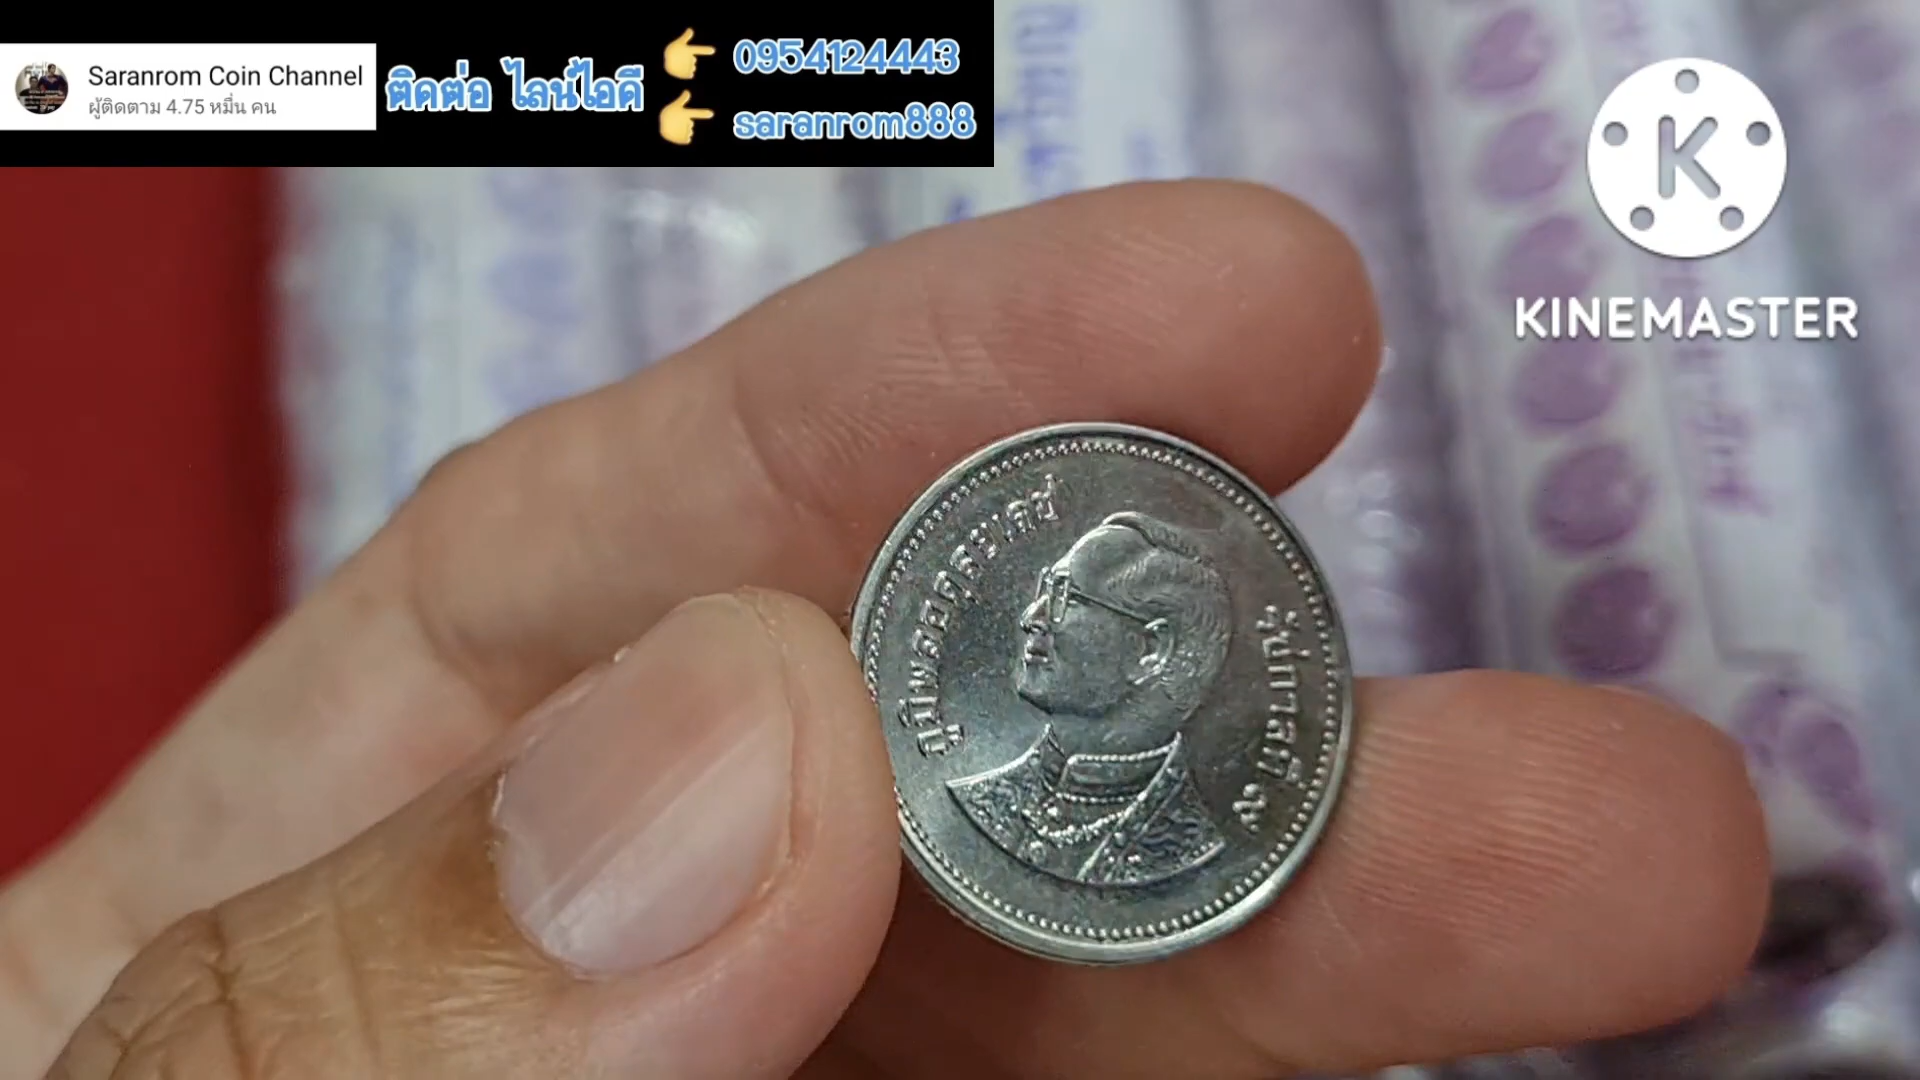 Saranrom Coin Channel
ผู้ติดตาม 4.75 หมื่น คน
ติดต่อ ไลน์ไอดี
0954124443
saranrom888
K
KINEMASTER
ภูมิพลอดุลยเดช
รัชกาลที่ ๙